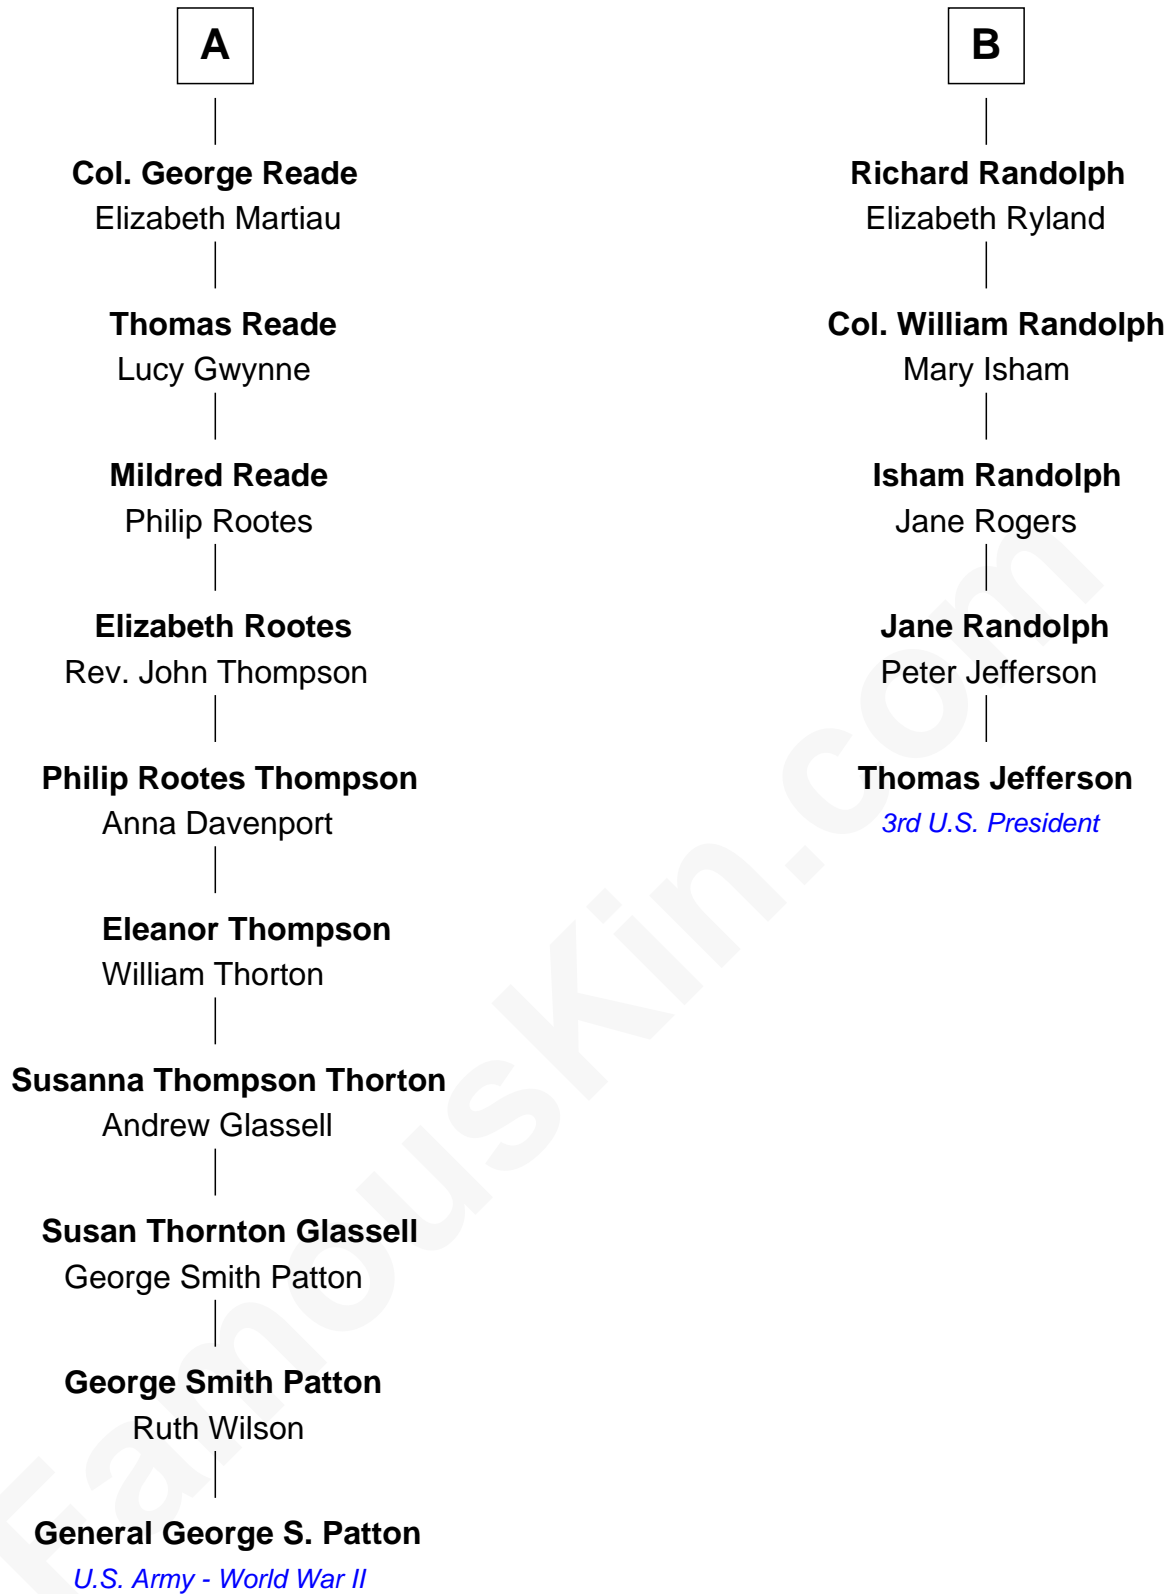 A
Col. George Reade
Elizabeth Martiau
Thomas Reade
Lucy Gwynne
Mildred Reade
Philip Rootes
Elizabeth Rootes
Rev. John Thompson
Philip Rootes Thompson
Anna Davenport
Eleanor Thompson
William Thorton
Susanna Thompson Thorton
Andrew Glassell
Susan Thornton Glassell
George Smith Patton
George Smith Patton
Ruth Wilson
General George S. Patton
U.S. Army - World War II
B
Richard Randolph
Elizabeth Ryland
Col. William Randolph
Mary Isham
Isham Randolph
Jane Rogers
Jane Randolph
Peter Jefferson
Thomas Jefferson
3rd U.S. President
FamousKin.com